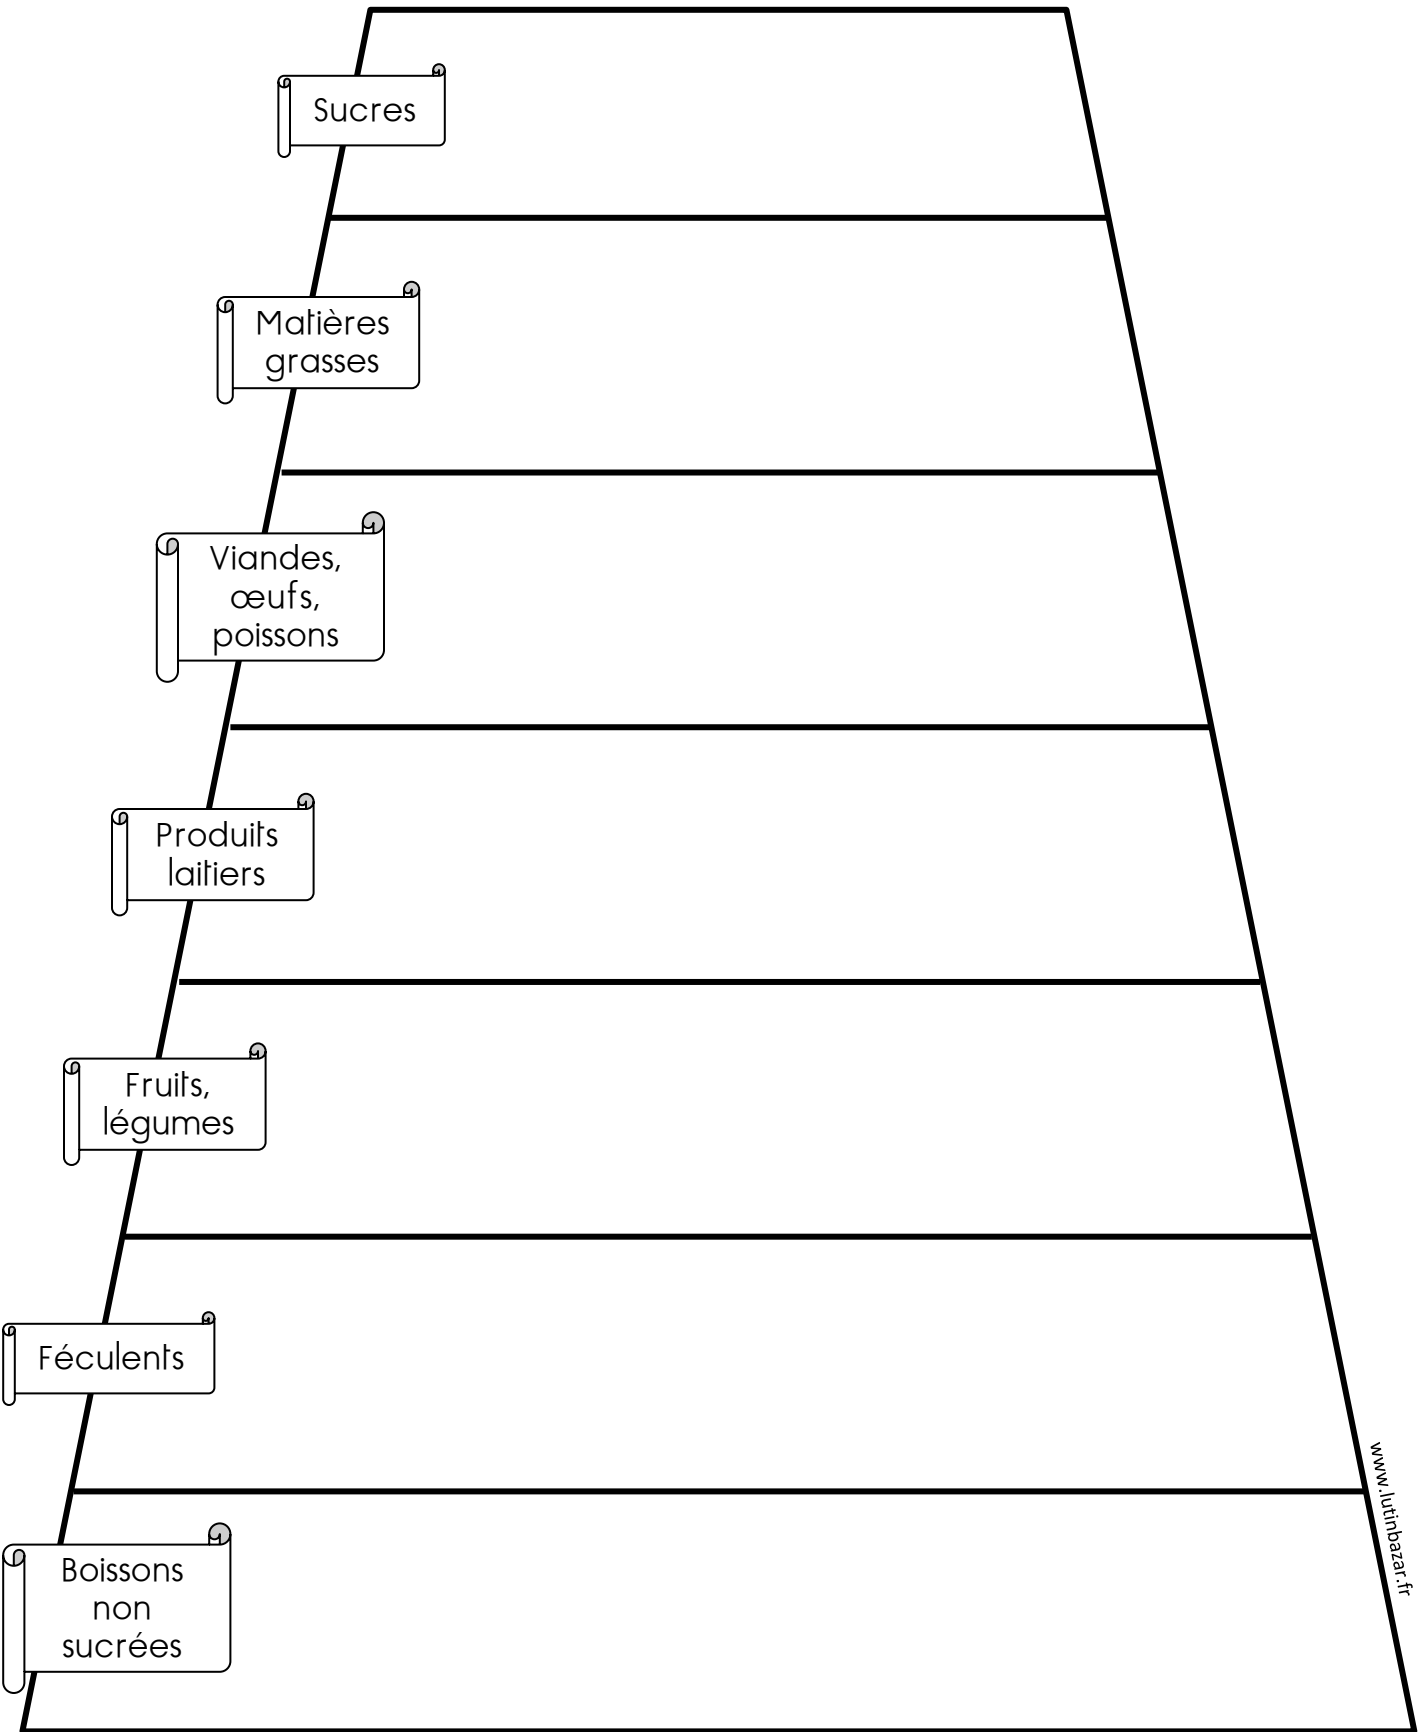 Sucres
Matières
grasses
Viandes,
œufs,
poissons
Produits
laitiers
Fruits,
légumes
Féculents
www.lutinbazar.fr
Boissons
non
sucrées